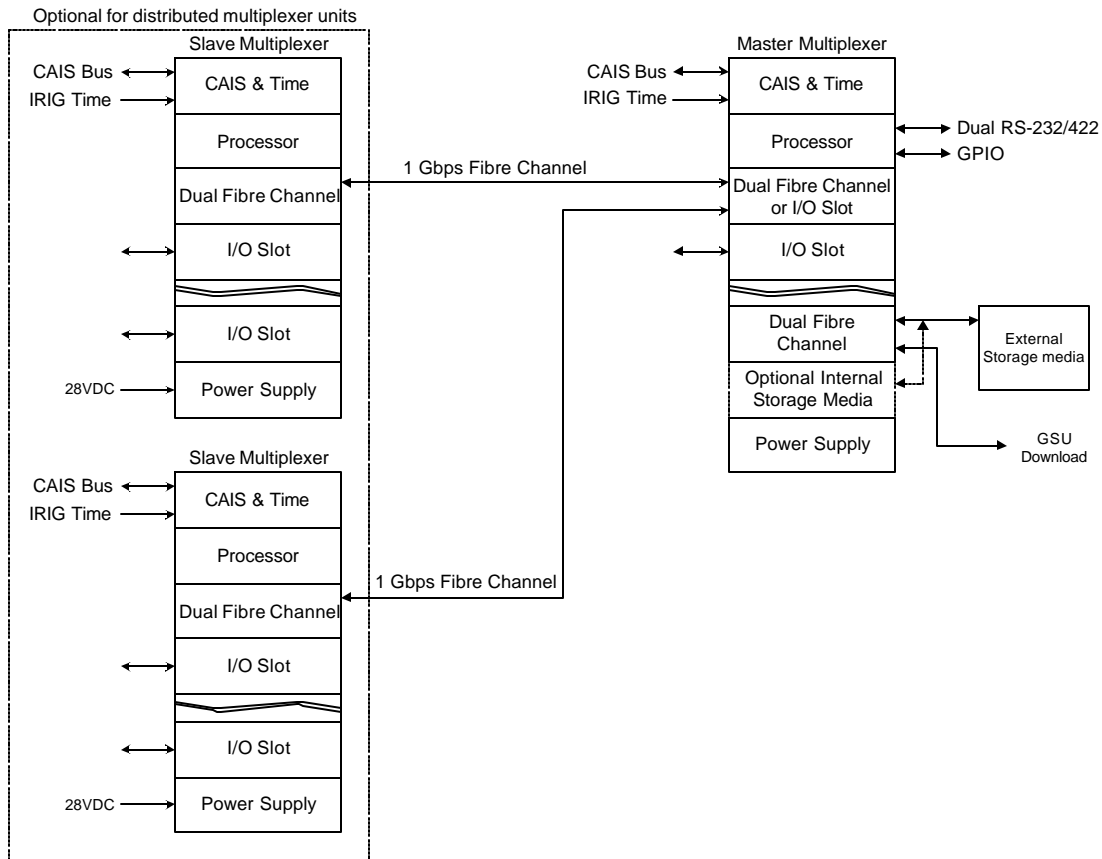 Optional for distributed multiplexer units
Slave Multiplexer
CAIS Bus
IRIG Time
CAIS & Time
Processor
Dual Fibre Channel
I/O Slot
I/O Slot
28VDC
Power Supply
1 Gbps Fibre Channel
Slave Multiplexer
CAIS Bus
IRIG Time
CAIS & Time
Processor
Dual Fibre Channel
I/O Slot
I/O Slot
28VDC
Power Supply
1 Gbps Fibre Channel
Master Multiplexer
CAIS Bus
IRIG Time
CAIS & Time
Processor
Dual RS-232/422
GPIO
Dual Fibre Channel
or I/O Slot
I/O Slot
Dual Fibre
Channel
Optional Internal
Storage Media
Power Supply
External
Storage media
GSU
Download